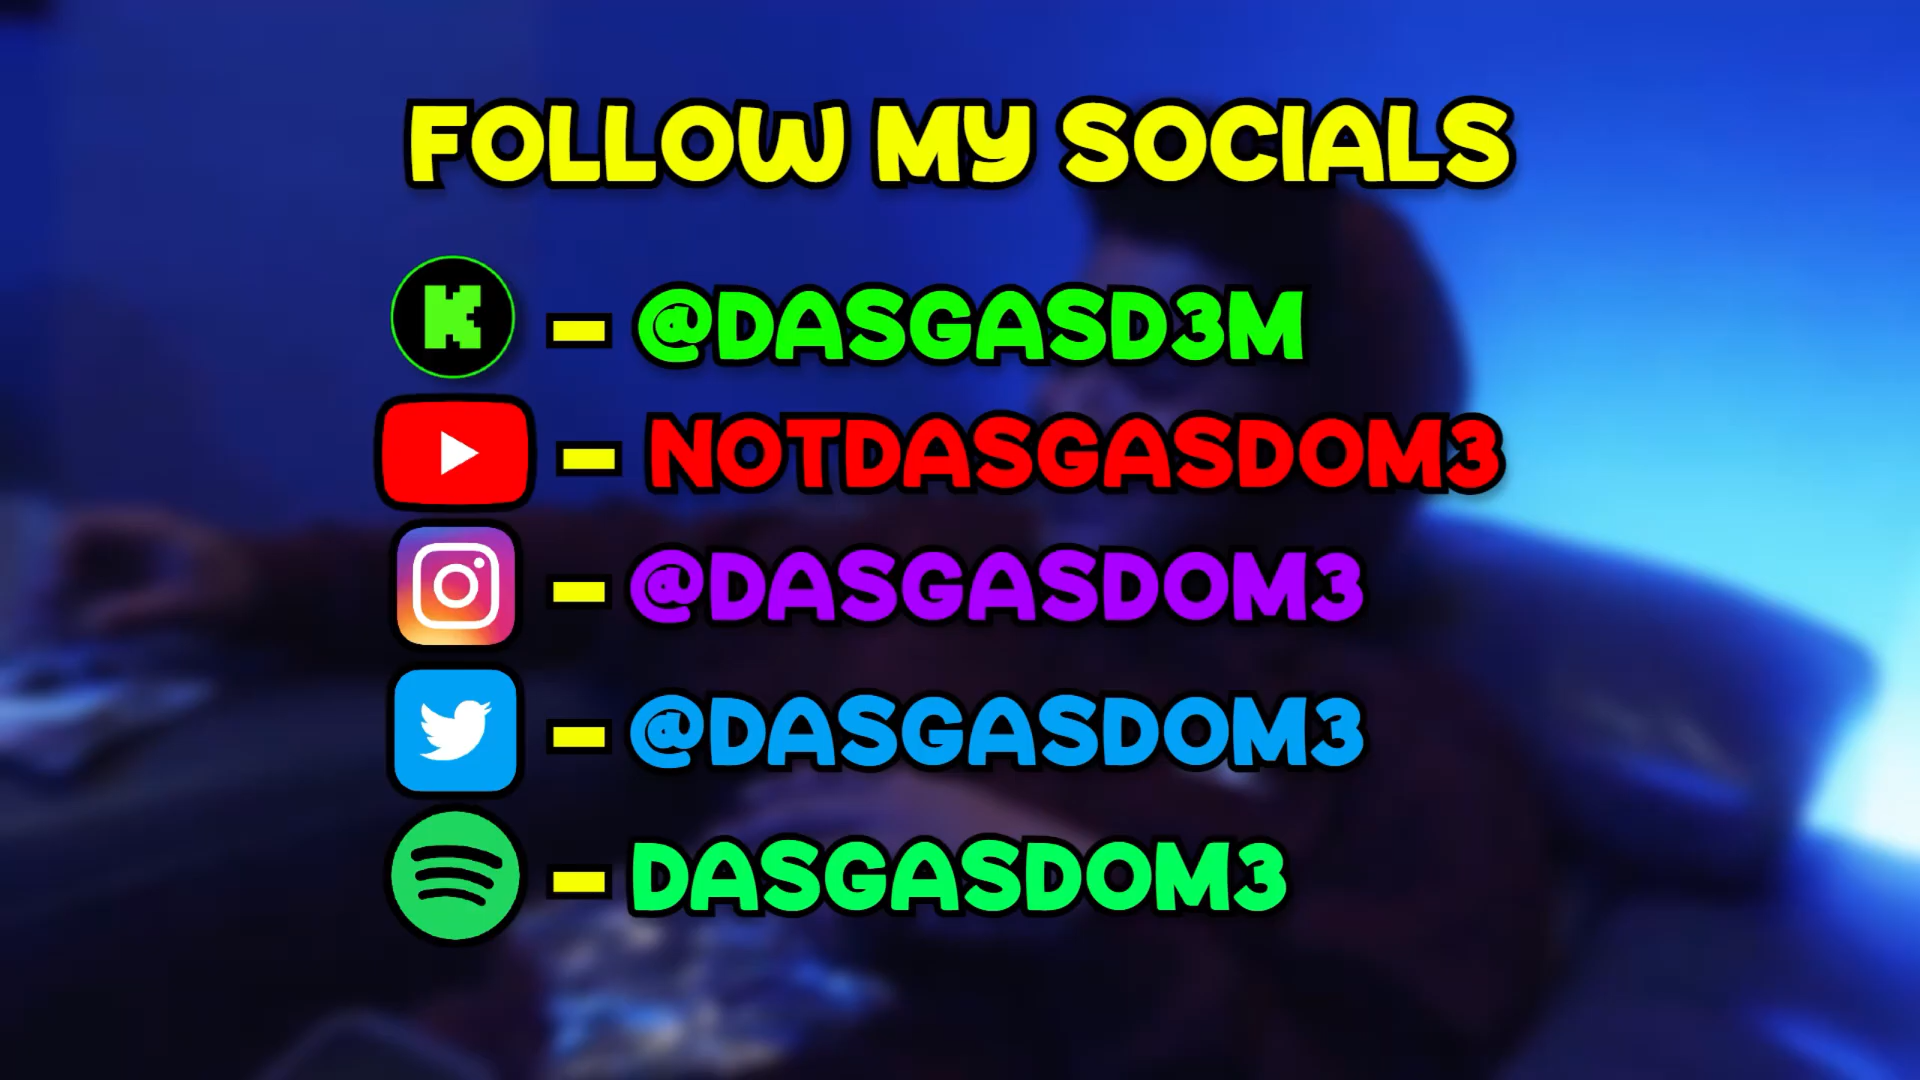 FOLLOW MY SOCIALS
K - @DASGASD3M
- NOTDASGASDOM3
- @DASGASDOM3
- @DASGASDOM3
- DASGASDOM3